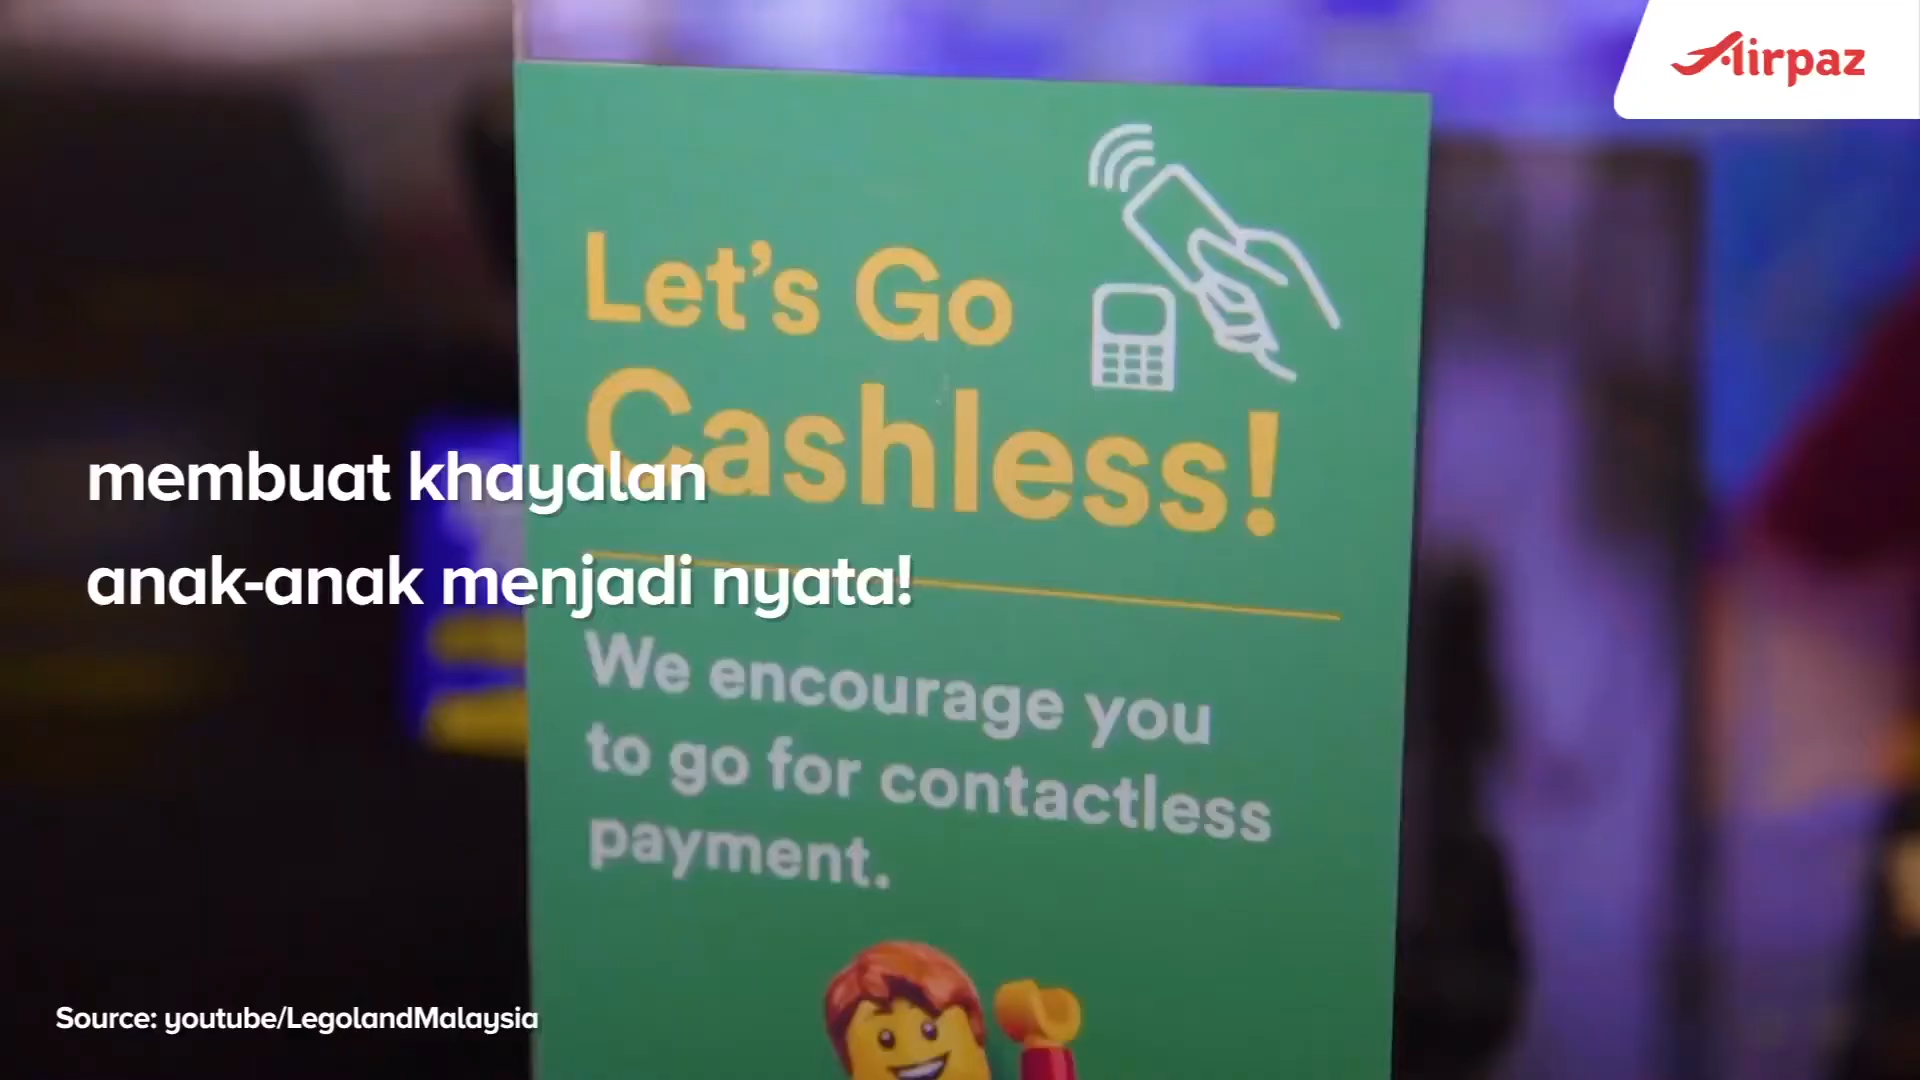 Airpaz
Let's Go
Cashless!
membuat khayalan
anak-anak menjadi nyata!
We encourage you
to go for contactless
payment.
Source: youtube/LegolandMalaysia